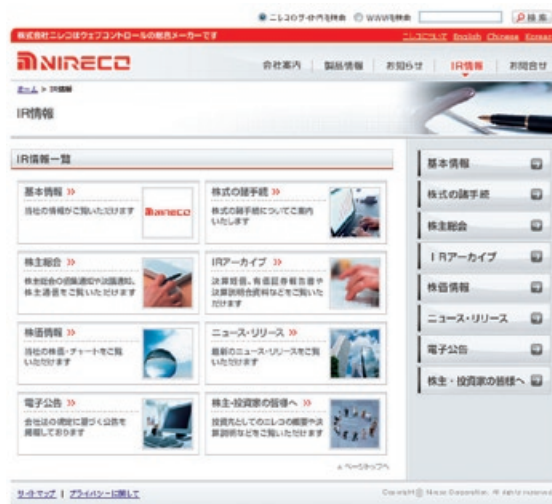 ニレコのサイト内を検索 WWWを検索 検索
株式会社ニレコはウェブコントロールの総合メーカーです
ニレコについて English Chinese Korean
NIRECO
会社案内 製品情報 お知らせ IR情報 お問合せ
ホーム > IR情報
IR情報
IR情報一覧
基本情報 >>
当社の情報がご覧いただけます
NIRECO
株式の諸手続 >>
株式の諸手続についてご案内
いたします
株主総会 >>
株主総会の招集通知や決議通知、
株主通信をご覧いただけます
IRアーカイブ >>
決算短信、有価証券報告書や
決算説明会資料などをご覧いた
だけます
株価情報 >>
当社の株価・チャートをご覧
いただけます
ニュース・リリース >>
最新のニュース・リリースをご覧
いただけます
電子公告 >>
会社法の規定に基づく公告を
掲載しております
株主・投資家の皆様へ >>
投資先としてのニレコの概要や決
算説明などをご覧いただけます
▲ページトップへ
基本情報
株式の諸手続
株主総会
IRアーカイブ
株価情報
ニュース・リリース
電子公告
株主・投資家の皆様へ
サイトマップ | プライバシーに関して
Copyright © Nireco Corporation. All rights reserved.